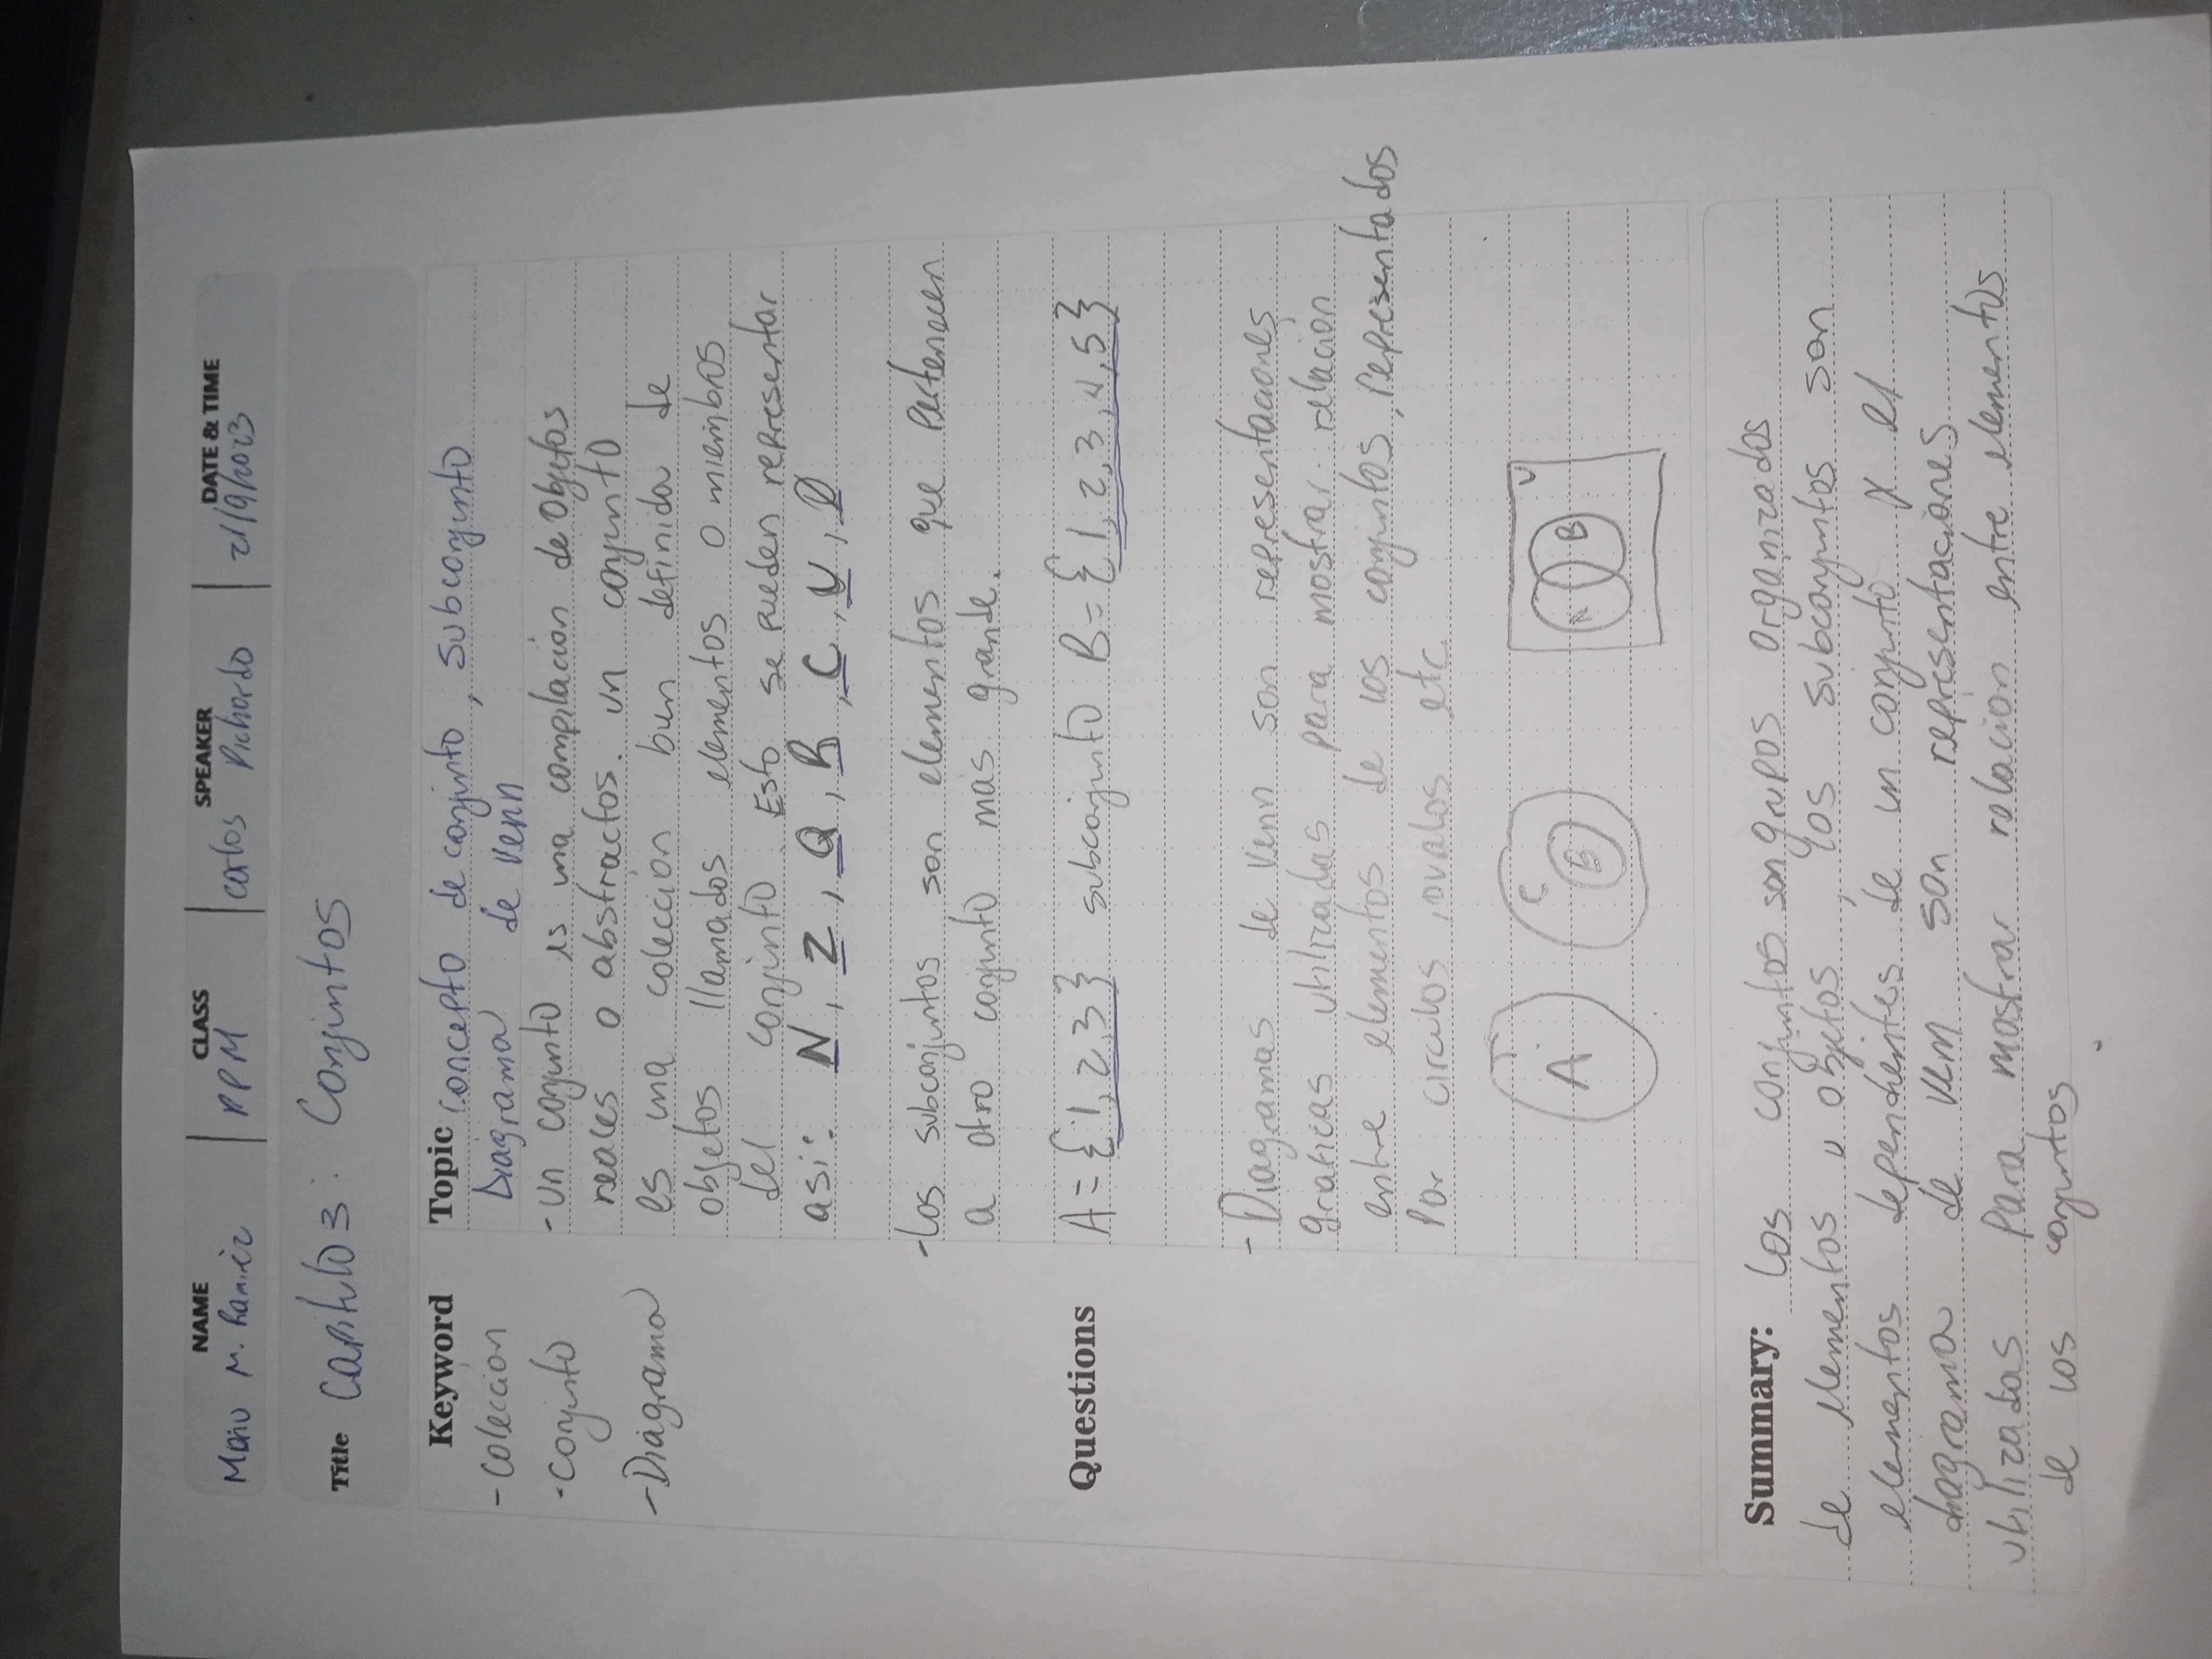 NAME CLASS SPEAKER DATE & TIME
M. Ramirez PPM Carlos Pichardo 21/9/2023
Title Capitulo 3: Conjuntos
Keyword
- Coleccion
- Conjunto
- Diagrama
Topic concepto de conjunto, subconjunto
Diagrama de Venn
- Un conjunto es una compilación de objetos
reales o abstractos. un conjunto
es una colección bien definida de
objetos llamados elementos o miembros
del conjunto. Esto se pueden representar
asi: N, Z, Q, R, C, U, Ø
- Los subconjuntos son elementos que pertenecen
a otro conjunto mas grande.
Questions
A = {1, 2, 3} subconjunto B = {1, 2, 3, 4, 5}
- Diagramas de Venn son representaciones
graficas utilizadas para mostrar relación
entre elementos de los conjuntos, representados
por circulos, ovalos etc.
A C B B U
Summary: Los conjuntos son grupos organizados
de elementos u objetos, los subconjuntos son
elementos dependientes de un conjunto y el
diagrama de Venn son representaciones
utilizadas para mostrar relación entre elementos
de los conjuntos.